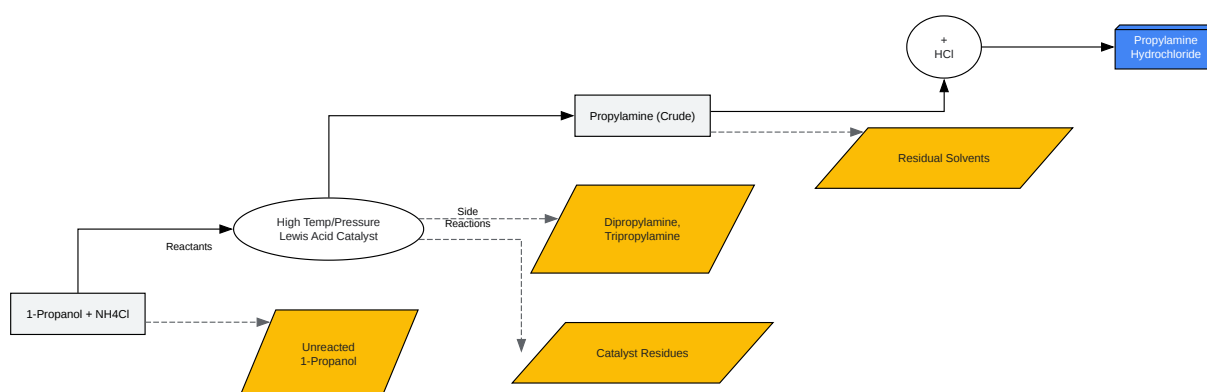 +
HCl
Propylamine
Hydrochloride
Propylamine (Crude)
Residual Solvents
Side
Reactions
High Temp/Pressure
Lewis Acid Catalyst
Dipropylamine,
Tripropylamine
Reactants
1-Propanol + NH4Cl
Unreacted
1-Propanol
Catalyst Residues